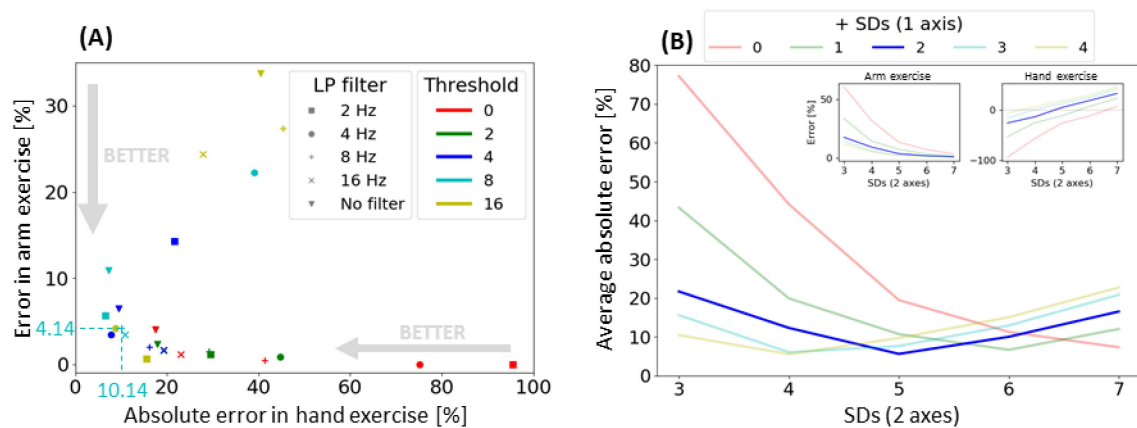 (A)
Error in arm exercise [%]
30
20
10
0
4.14
BETTER
LP filter
2 Hz
4 Hz
8 Hz
16 Hz
No filter
Threshold
0
2
4
8
16
BETTER
0
20
40
60
80
100
10.14
Absolute error in hand exercise [%]
(B)
+ SDs (1 axis)
0
1
2
3
4
Average absolute error [%]
80
70
60
50
40
30
20
10
0
3
4
5
6
7
SDs (2 axes)
Arm exercise
Error [%]
50
0
3
4
5
6
7
SDs (2 axes)
Hand exercise
0
−100
3
4
5
6
7
SDs (2 axes)